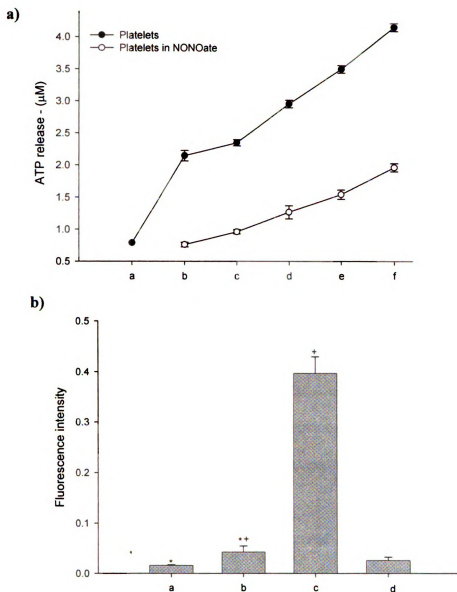 a)
Platelets
Platelets in NONOate
ATP release - (µM)
4.0
3.5
3.0
2.5
2.0
1.5
1.0
0.5
a b c d e f
b)
Fluorescence intensity
0.5
0.4
0.3
0.2
0.1
0.0
*
*
* +
+
a b c d